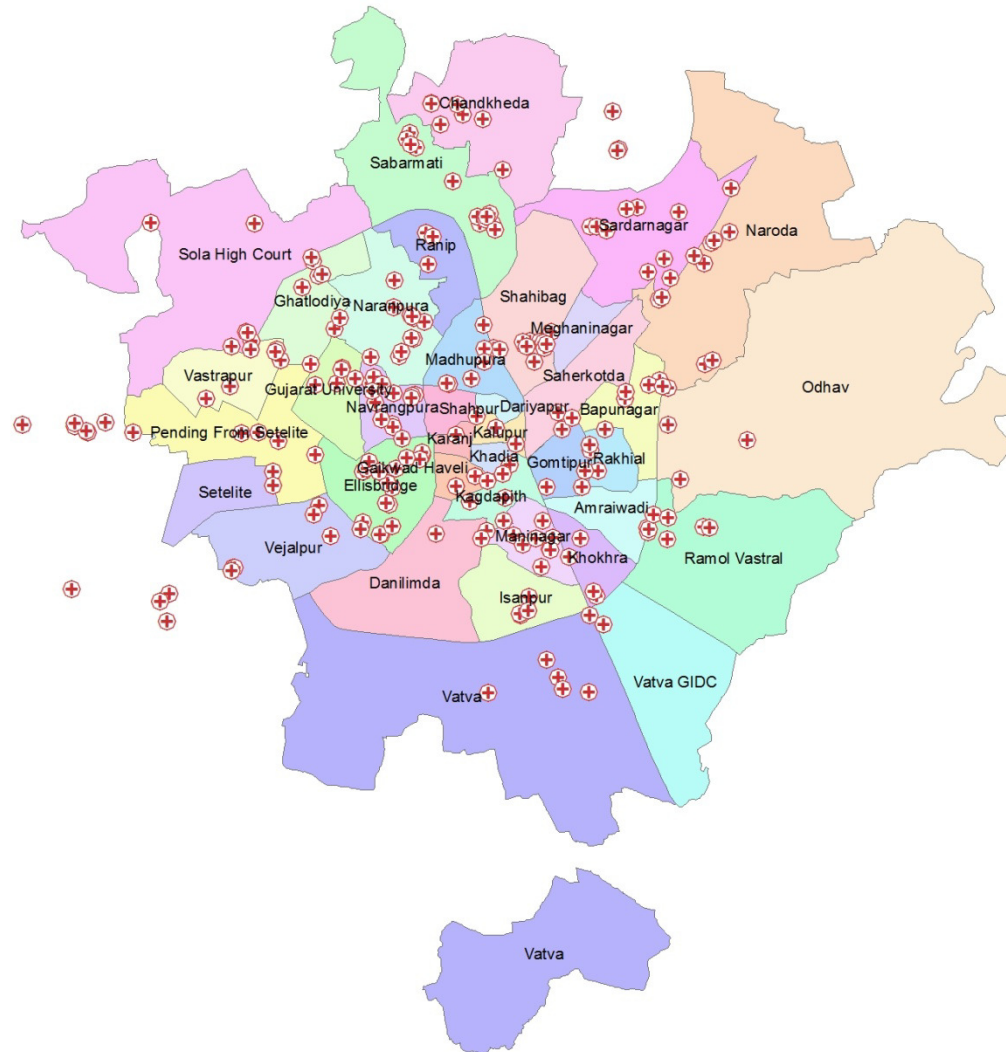 Chandkheda
Sabarmati
Sardarnagar
Naroda
Ranip
Sola High Court
Ghatlodiya
Naranpura
Shahibag
Meghaninagar
Madhupura
Saherkotda
Odhav
Vastrapur
Gujarat University
Navrangpura
Shahpur
Dariyapur
Bapunagar
Pending From Setelite
Karanj
Kalupur
Khadia
Gomtipur
Rakhial
Gaikwad Haveli
Ellisbridge
Setelite
Kagdapith
Amraiwadi
Maninagar
Vejalpur
Khokhra
Ramol Vastral
Danilimda
Isanpur
Vatva GIDC
Vatva
Vatva